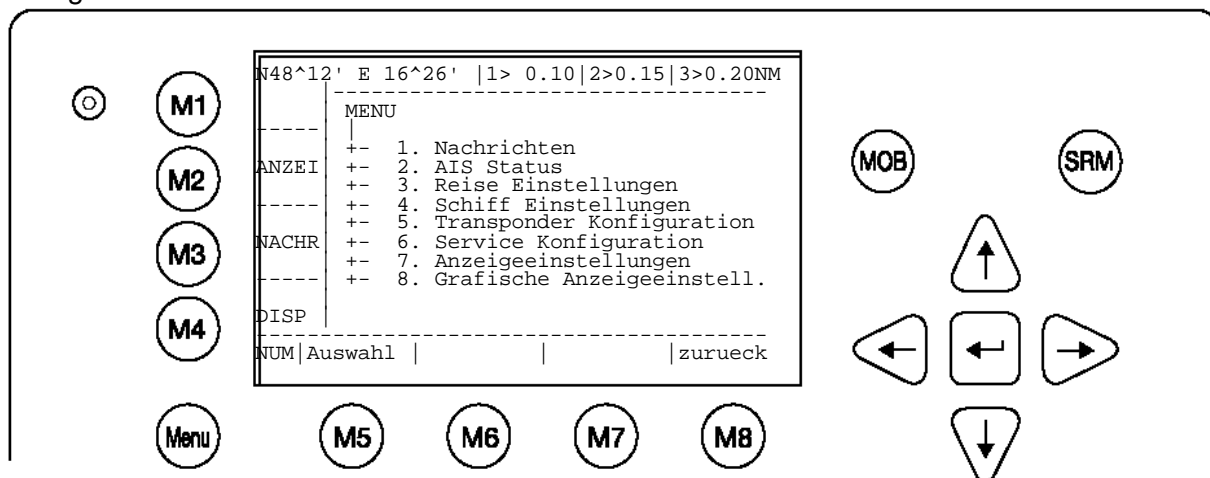 N48^12' E 16^26' |1> 0.10|2>0.15|3>0.20NM
MENU
+- 1. Nachrichten
+- 2. AIS Status
+- 3. Reise Einstellungen
+- 4. Schiff Einstellungen
+- 5. Transponder Konfiguration
+- 6. Service Konfiguration
+- 7. Anzeigeeinstellungen
+- 8. Grafische Anzeigeeinstell.
ANZEI
NACHR
DISP
NUM|Auswahl | | |zurueck
M1
M2
M3
M4
Menu
M5
M6
M7
M8
MOB
SRM